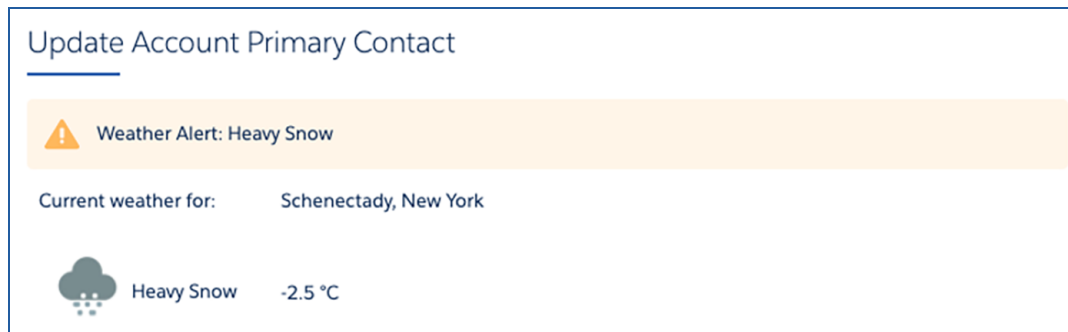 Update Account Primary Contact
Weather Alert: Heavy Snow
Current weather for: Schenectady, New York
Heavy Snow -2.5 °C